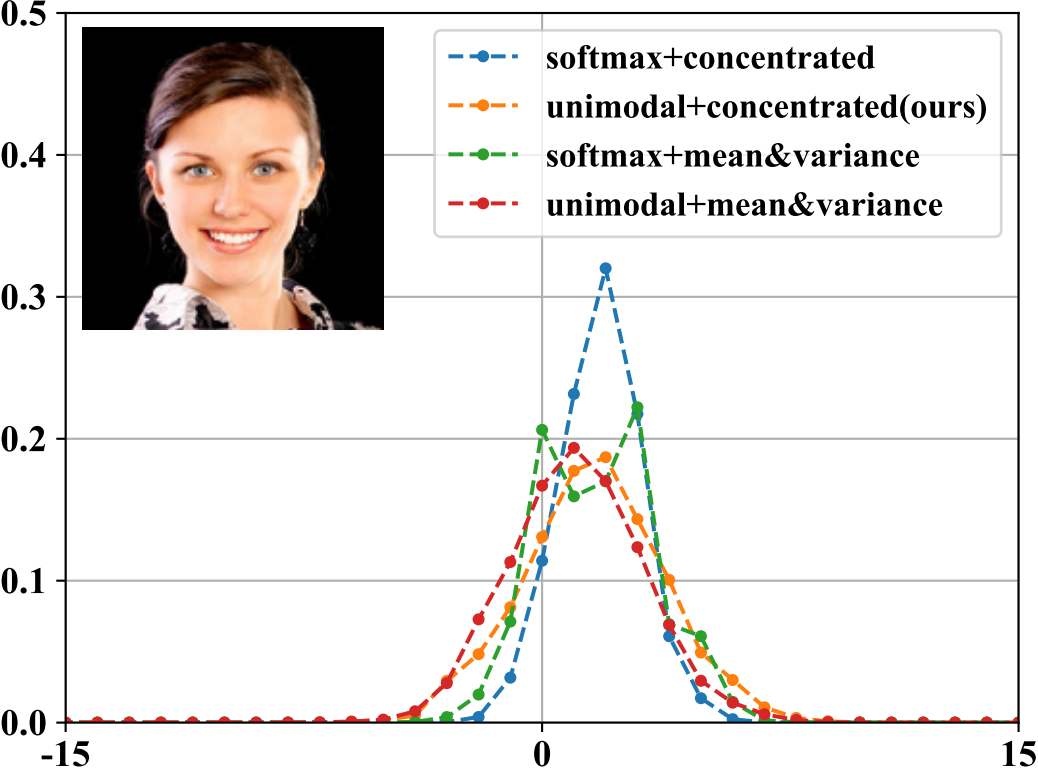 0.5
softmax+concentrated
unimodal+concentrated(ours)
0.4
softmax+mean&variance
unimodal+mean&variance
0.3
0.2
0.1
0.0
-15 0 15